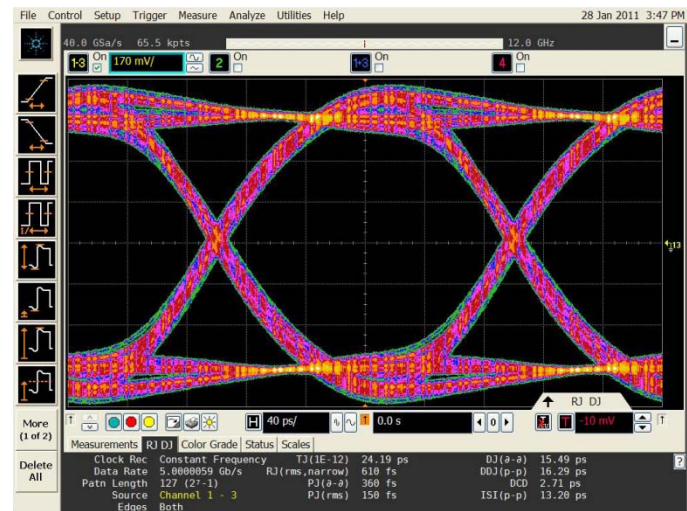 File Control Setup Trigger Measure Analyze Utilities Help 28 Jan 2011 3:47 PM
40.0 GSa/s 65.5 kpts 12.0 GHz
1-3 On 170 mV/ 2 On 1+3 On 4 On
1/
13
RJ DJ
More
(1 of 2)
H 40 ps/ 0.0 s 0 T -10 mV
Measurements RJ DJ Color Grade Status Scales
Delete
All
Clock Rec Constant Frequency TJ(1E-12) 24.19 ps DJ(∂-∂) 15.49 ps
Data Rate 5.0000059 Gb/s RJ(rms,narrow) 610 fs DDJ(p-p) 16.29 ps
Patn Length 127 (2⁷-1) PJ(∂-∂) 360 fs DCD 2.71 ps
Source Channel 1 - 3 PJ(rms) 150 fs ISI(p-p) 13.20 ps
Edges Both
?